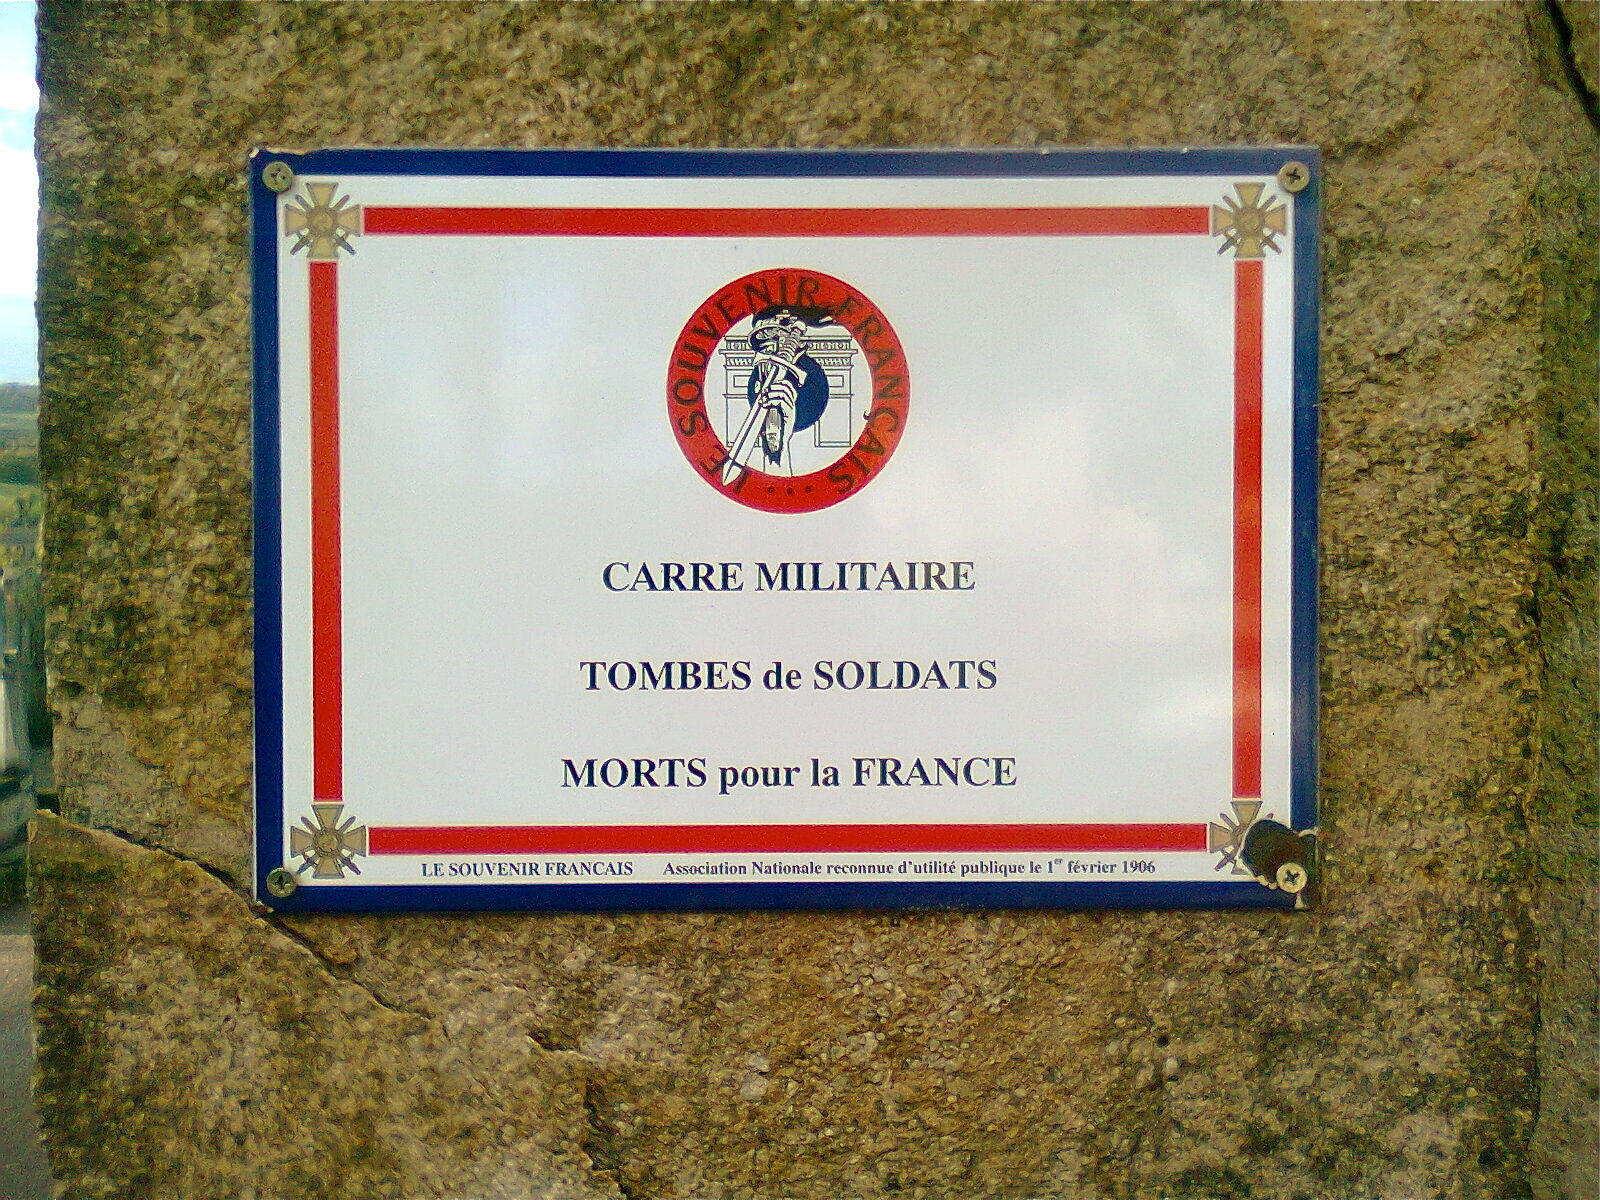 LE SOUVENIR FRANÇAIS ...
CARRE MILITAIRE
TOMBES de SOLDATS
MORTS pour la FRANCE
LE SOUVENIR FRANCAIS Association Nationale reconnue d'utilité publique le 1er février 1906